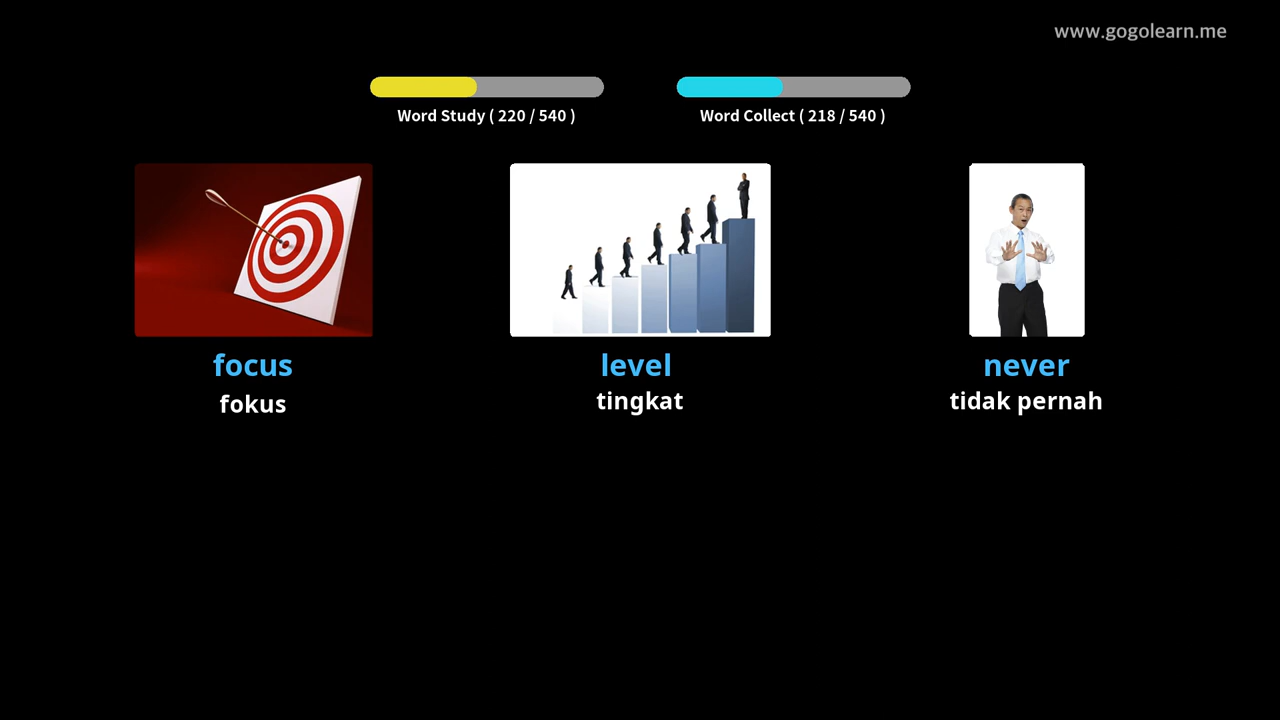 www.gogolearn.me
Word Study ( 220 / 540 )
Word Collect ( 218 / 540 )
focus
fokus
level
tingkat
never
tidak pernah